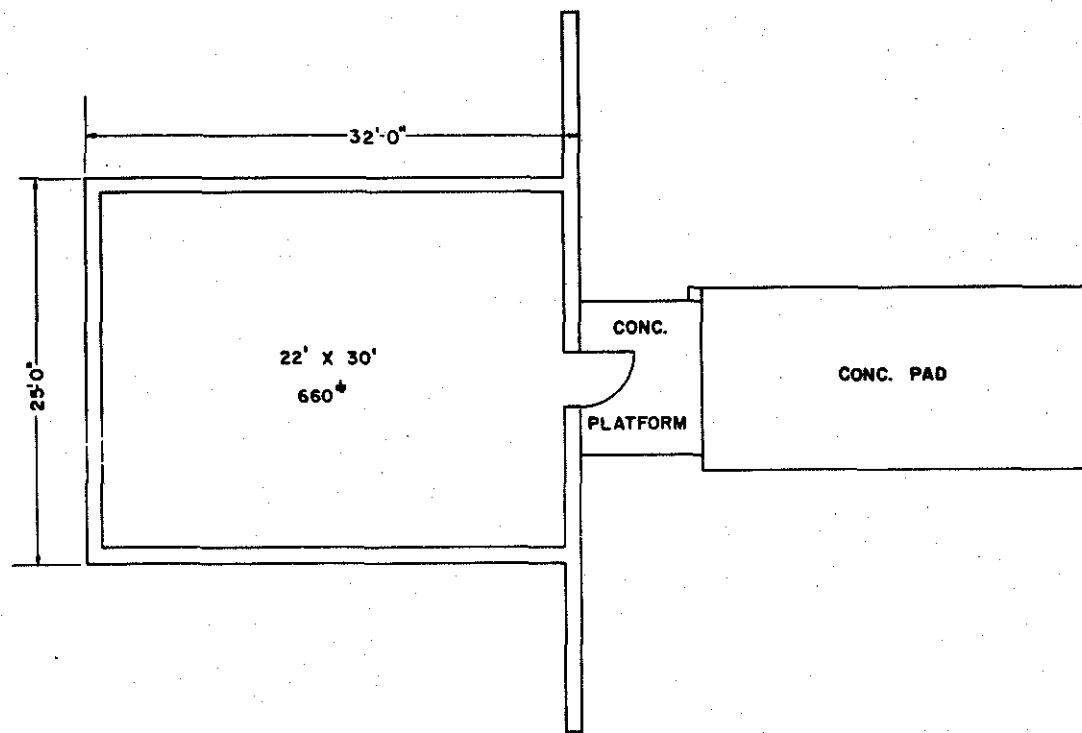 32'-0"
25'-0"
22' X 30'
660#
CONC.
PLATFORM
CONC. PAD